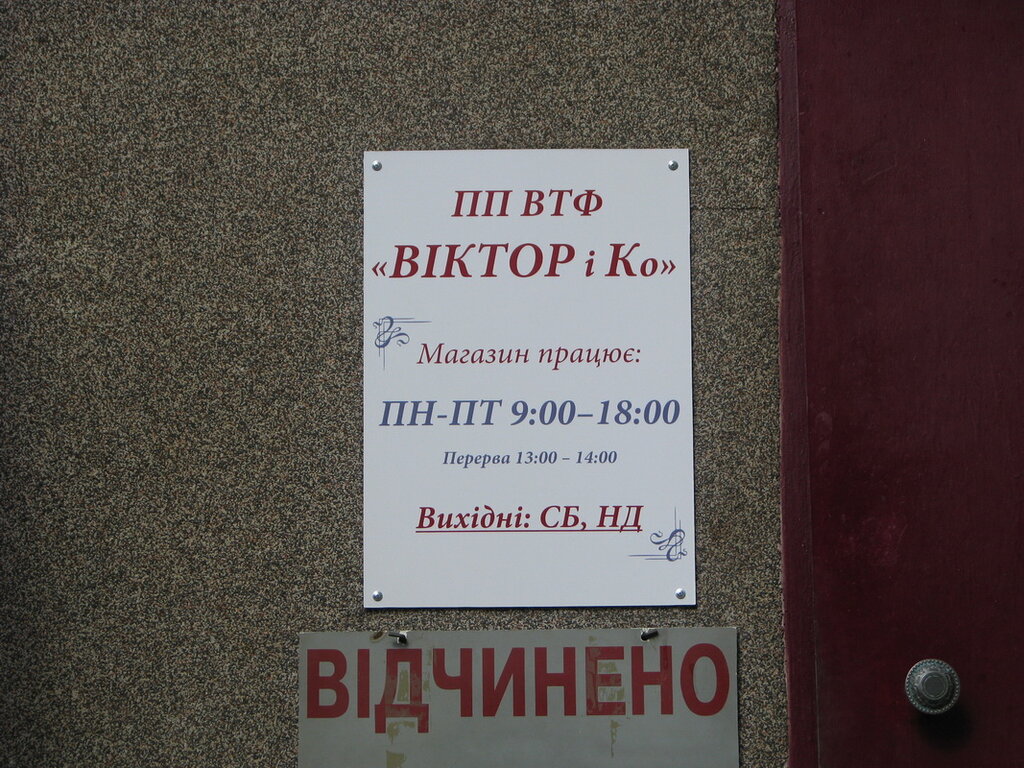 ПП ВТФ
«ВІКТОР і Ко»
Магазин працює:
ПН-ПТ 9:00–18:00
Перерва 13:00 – 14:00
Вихідні: СБ, НД
ВІДЧИНЕНО